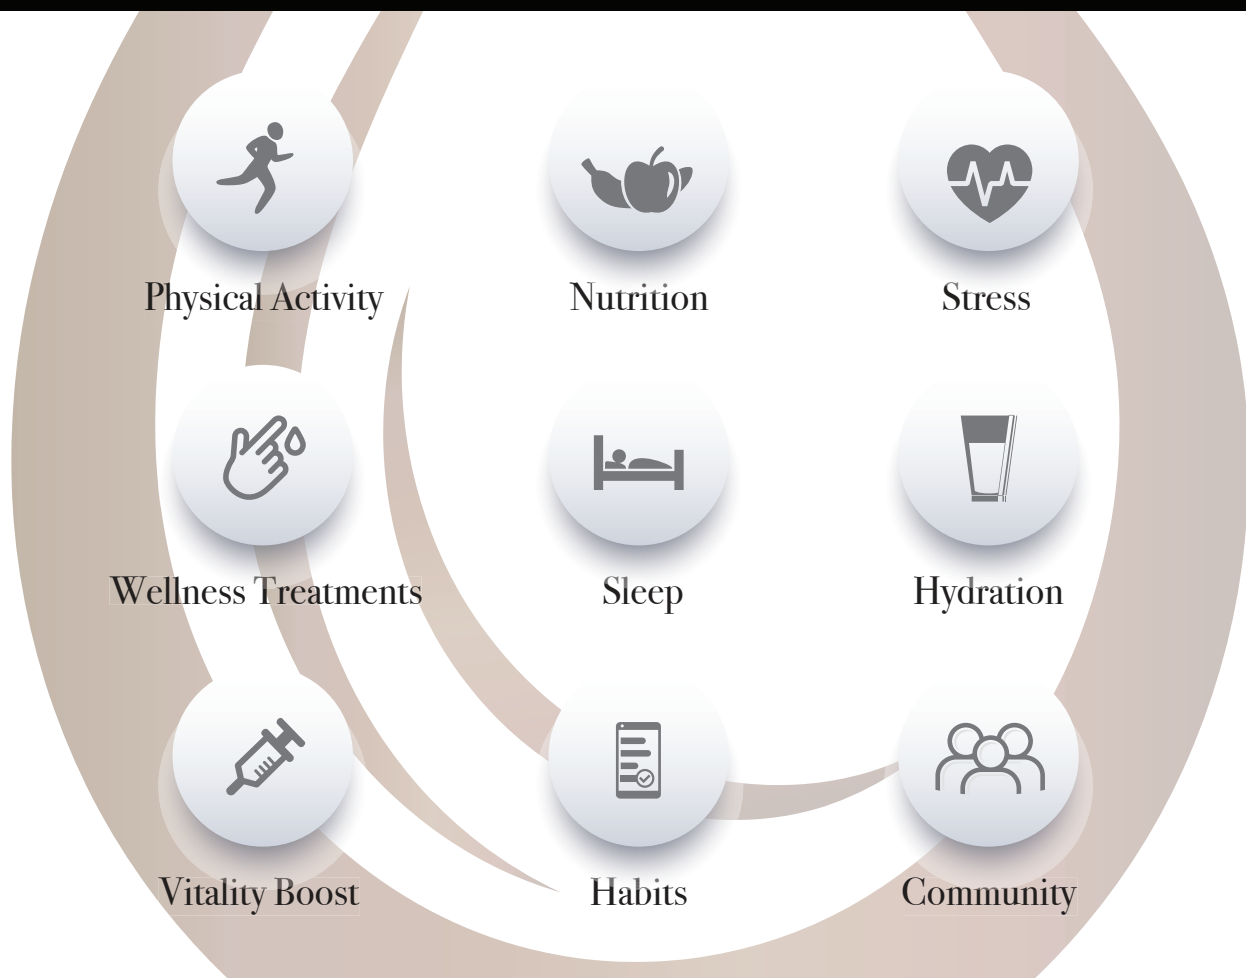 Physical Activity
Nutrition
Stress
Wellness Treatments
Sleep
Hydration
Vitality Boost
Habits
Community